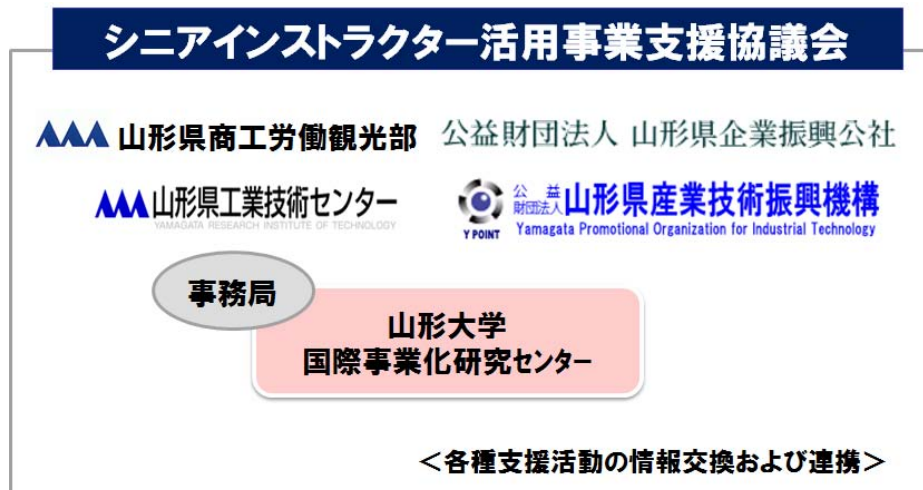 シニアインストラクター活用事業支援協議会
山形県商工労働観光部
公益財団法人 山形県企業振興公社
山形県工業技術センター
YAMAGATA RESEARCH INSTITUTE OF TECHNOLOGY
Y POINT
公益財団法人山形県産業技術振興機構
Yamagata Promotional Organization for Industrial Technology
事務局
山形大学
国際事業化研究センター
＜各種支援活動の情報交換および連携＞